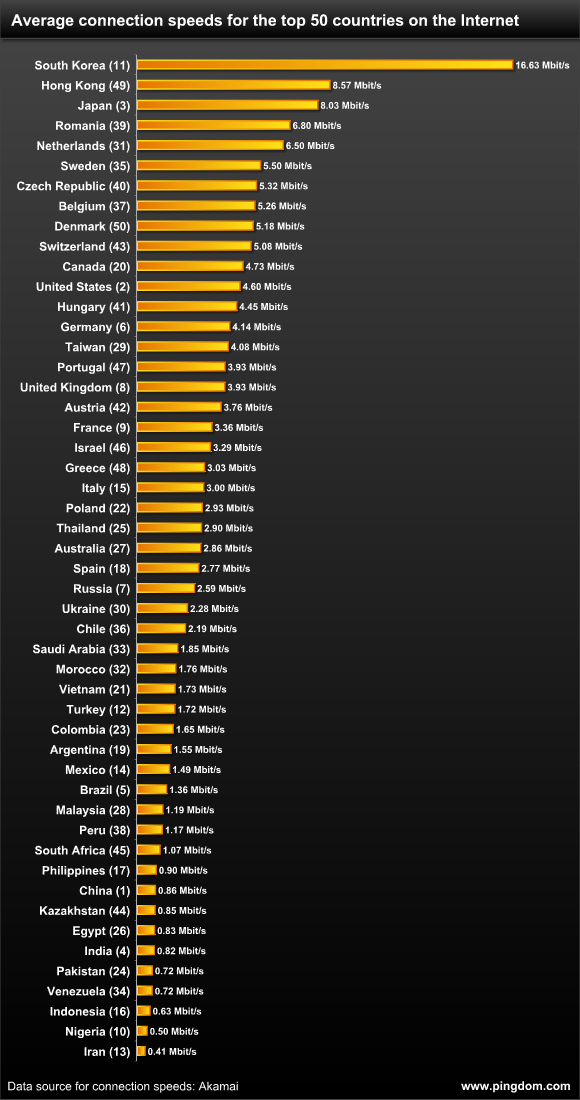 Average connection speeds for the top 50 countries on the Internet
South Korea (11) 16.63 Mbit/s
Hong Kong (49) 8.57 Mbit/s
Japan (3) 8.03 Mbit/s
Romania (39) 6.80 Mbit/s
Netherlands (31) 6.50 Mbit/s
Sweden (35) 5.50 Mbit/s
Czech Republic (40) 5.32 Mbit/s
Belgium (37) 5.26 Mbit/s
Denmark (50) 5.18 Mbit/s
Switzerland (43) 5.08 Mbit/s
Canada (20) 4.73 Mbit/s
United States (2) 4.60 Mbit/s
Hungary (41) 4.45 Mbit/s
Germany (6) 4.14 Mbit/s
Taiwan (29) 4.08 Mbit/s
Portugal (47) 3.93 Mbit/s
United Kingdom (8) 3.93 Mbit/s
Austria (42) 3.76 Mbit/s
France (9) 3.36 Mbit/s
Israel (46) 3.29 Mbit/s
Greece (48) 3.03 Mbit/s
Italy (15) 3.00 Mbit/s
Poland (22) 2.93 Mbit/s
Thailand (25) 2.90 Mbit/s
Australia (27) 2.86 Mbit/s
Spain (18) 2.77 Mbit/s
Russia (7) 2.59 Mbit/s
Ukraine (30) 2.28 Mbit/s
Chile (36) 2.19 Mbit/s
Saudi Arabia (33) 1.85 Mbit/s
Morocco (32) 1.76 Mbit/s
Vietnam (21) 1.73 Mbit/s
Turkey (12) 1.72 Mbit/s
Colombia (23) 1.65 Mbit/s
Argentina (19) 1.55 Mbit/s
Mexico (14) 1.49 Mbit/s
Brazil (5) 1.36 Mbit/s
Malaysia (28) 1.19 Mbit/s
Peru (38) 1.17 Mbit/s
South Africa (45) 1.07 Mbit/s
Philippines (17) 0.90 Mbit/s
China (1) 0.86 Mbit/s
Kazakhstan (44) 0.85 Mbit/s
Egypt (26) 0.83 Mbit/s
India (4) 0.82 Mbit/s
Pakistan (24) 0.72 Mbit/s
Venezuela (34) 0.72 Mbit/s
Indonesia (16) 0.63 Mbit/s
Nigeria (10) 0.50 Mbit/s
Iran (13) 0.41 Mbit/s
Data source for connection speeds: Akamai www.pingdom.com